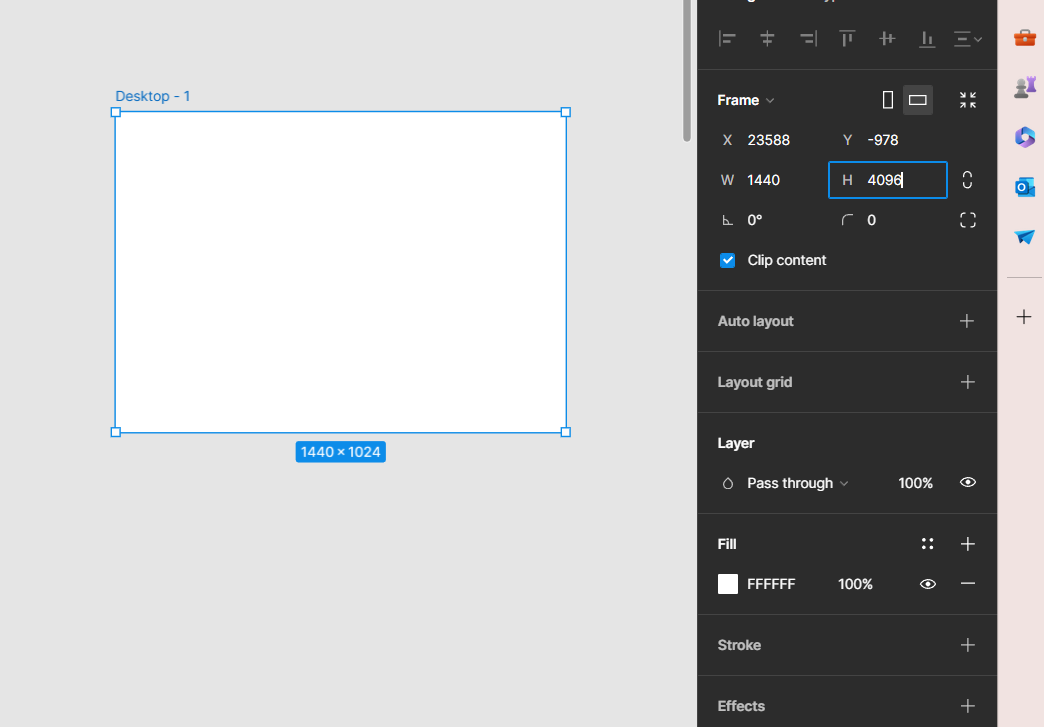 Desktop - 1
1440 × 1024
Frame
X 23588 Y -978
W 1440 H 4096
0° 0
Clip content
Auto layout
Layout grid
Layer
Pass through 100%
Fill
FFFFFF 100%
Stroke
Effects